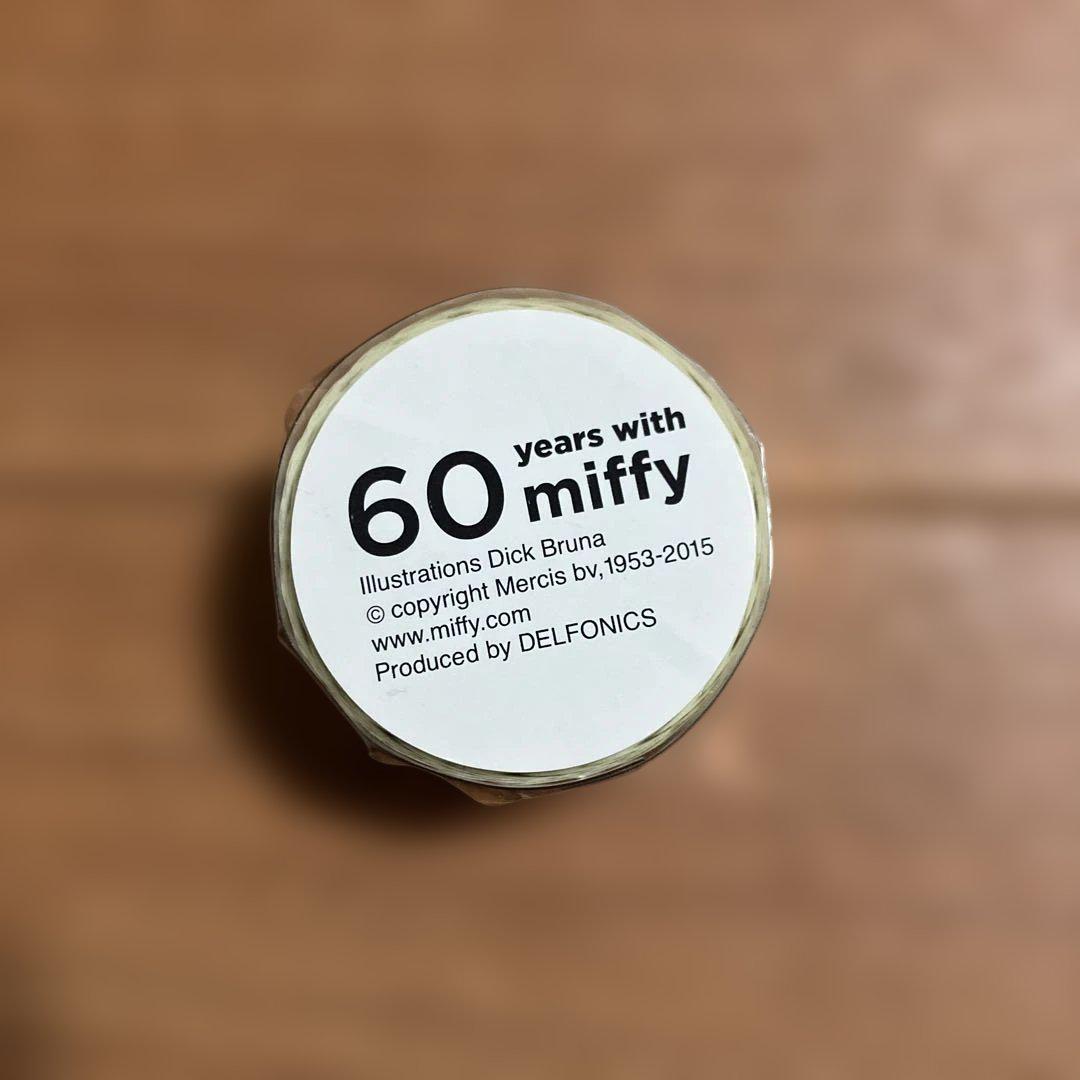 60 years with
miffy
Illustrations Dick Bruna
© copyright Mercis bv,1953-2015
www.miffy.com
Produced by DELFONICS